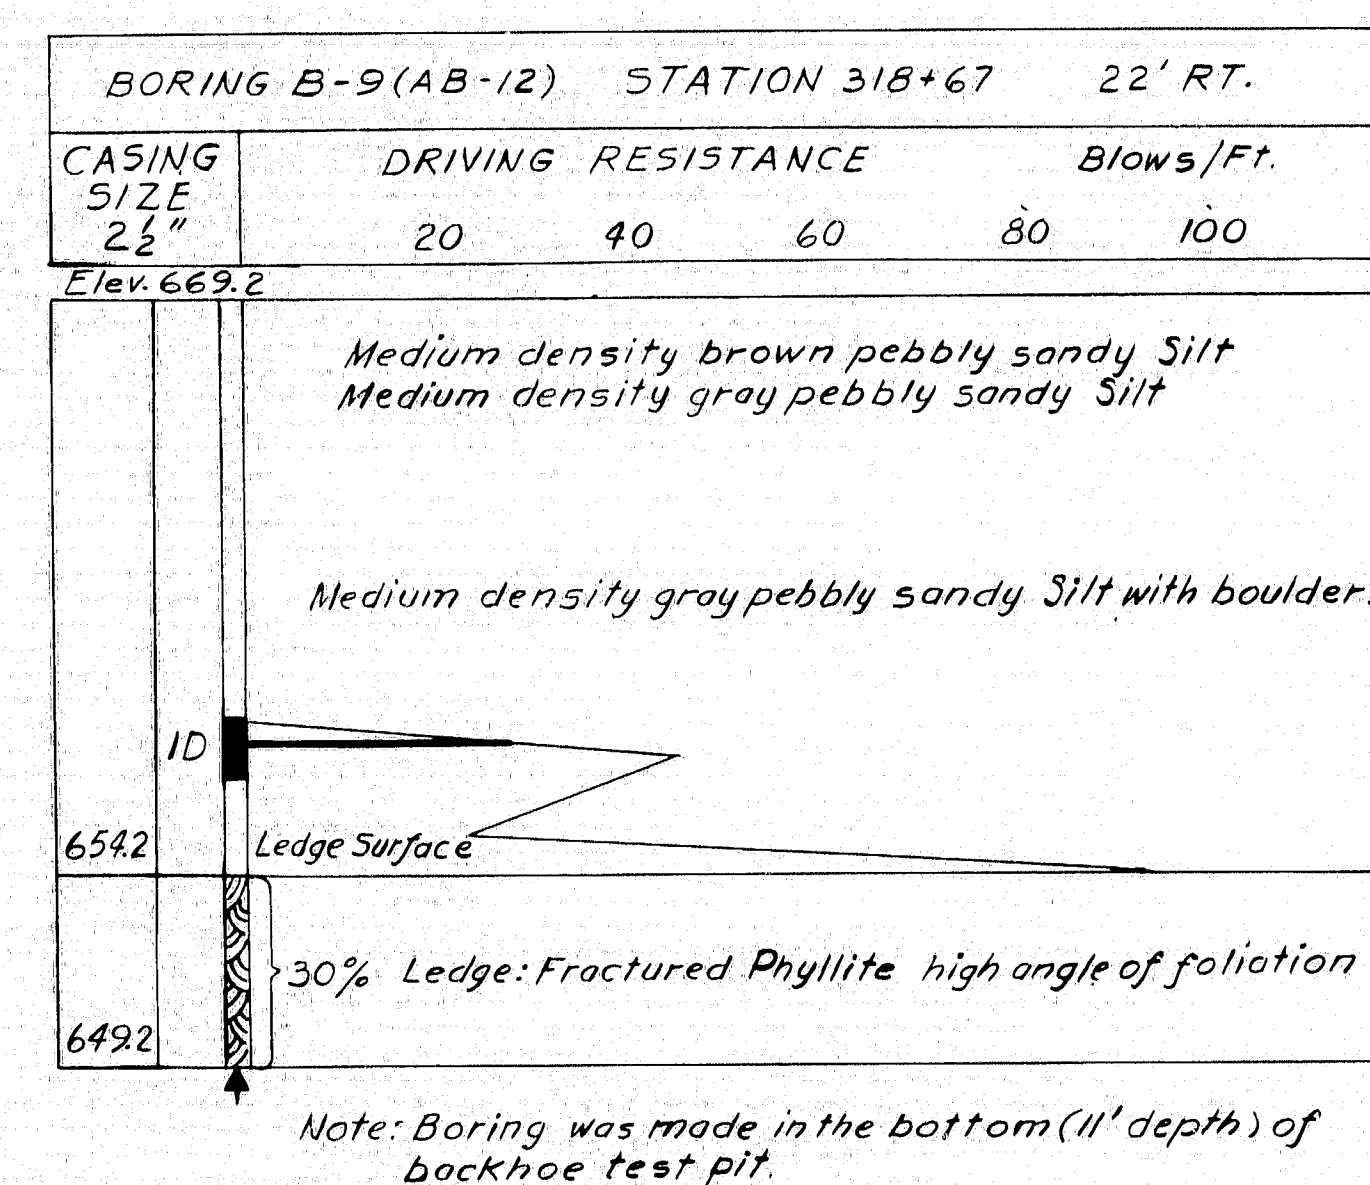 BORING B-9(AB-12) STATION 318+67 22' RT.
CASING SIZE 2½"
DRIVING RESISTANCE Blows/Ft.
20 40 60 80 100
Elev. 669.2
Medium density brown pebbly sandy Silt
Medium density gray pebbly sandy Silt
Medium density gray pebbly sandy Silt with boulder
1D
654.2 Ledge Surface
30% Ledge: Fractured Phyllite high angle of foliation
649.2
Note: Boring was made in the bottom (11' depth) of
backhoe test pit.